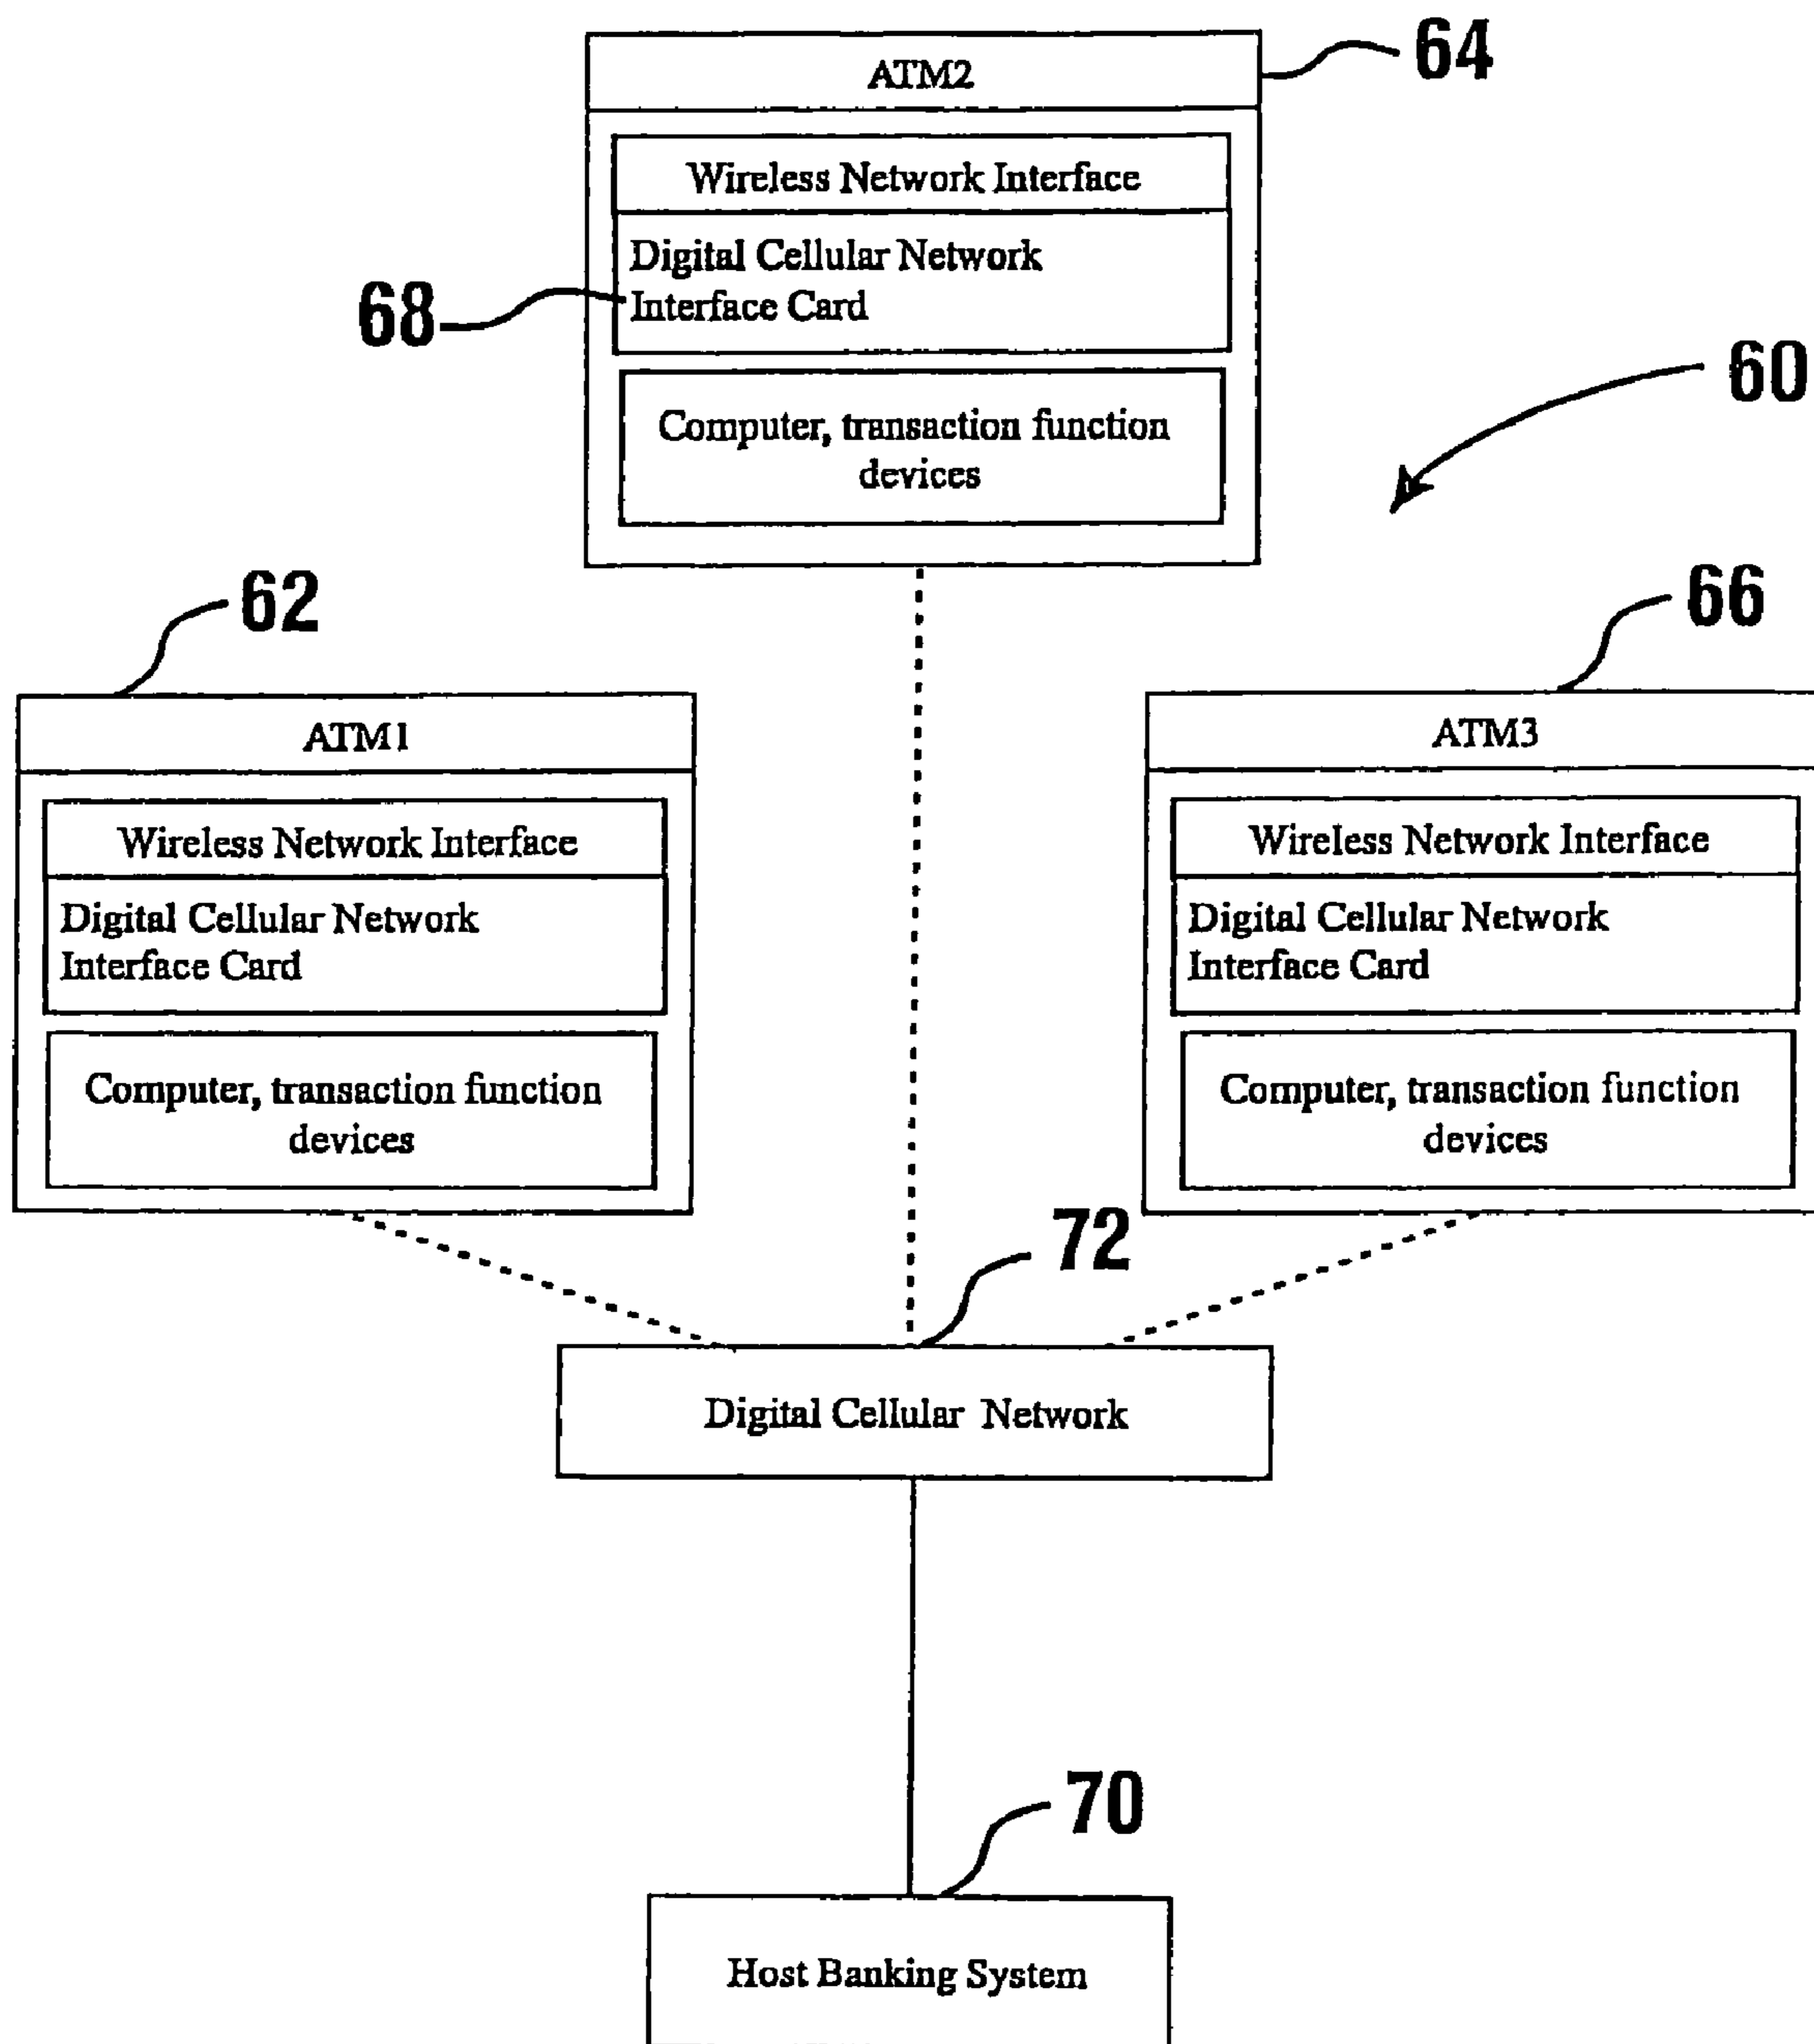 ATM2
64
Wireless Network Interface
Digital Cellular Network
Interface Card
68
Computer, transaction function
devices
60
62
66
ATM1
Wireless Network Interface
Digital Cellular Network
Interface Card
Computer, transaction function
devices
ATM3
Wireless Network Interface
Digital Cellular Network
Interface Card
Computer, transaction function
devices
72
Digital Cellular Network
70
Host Banking System